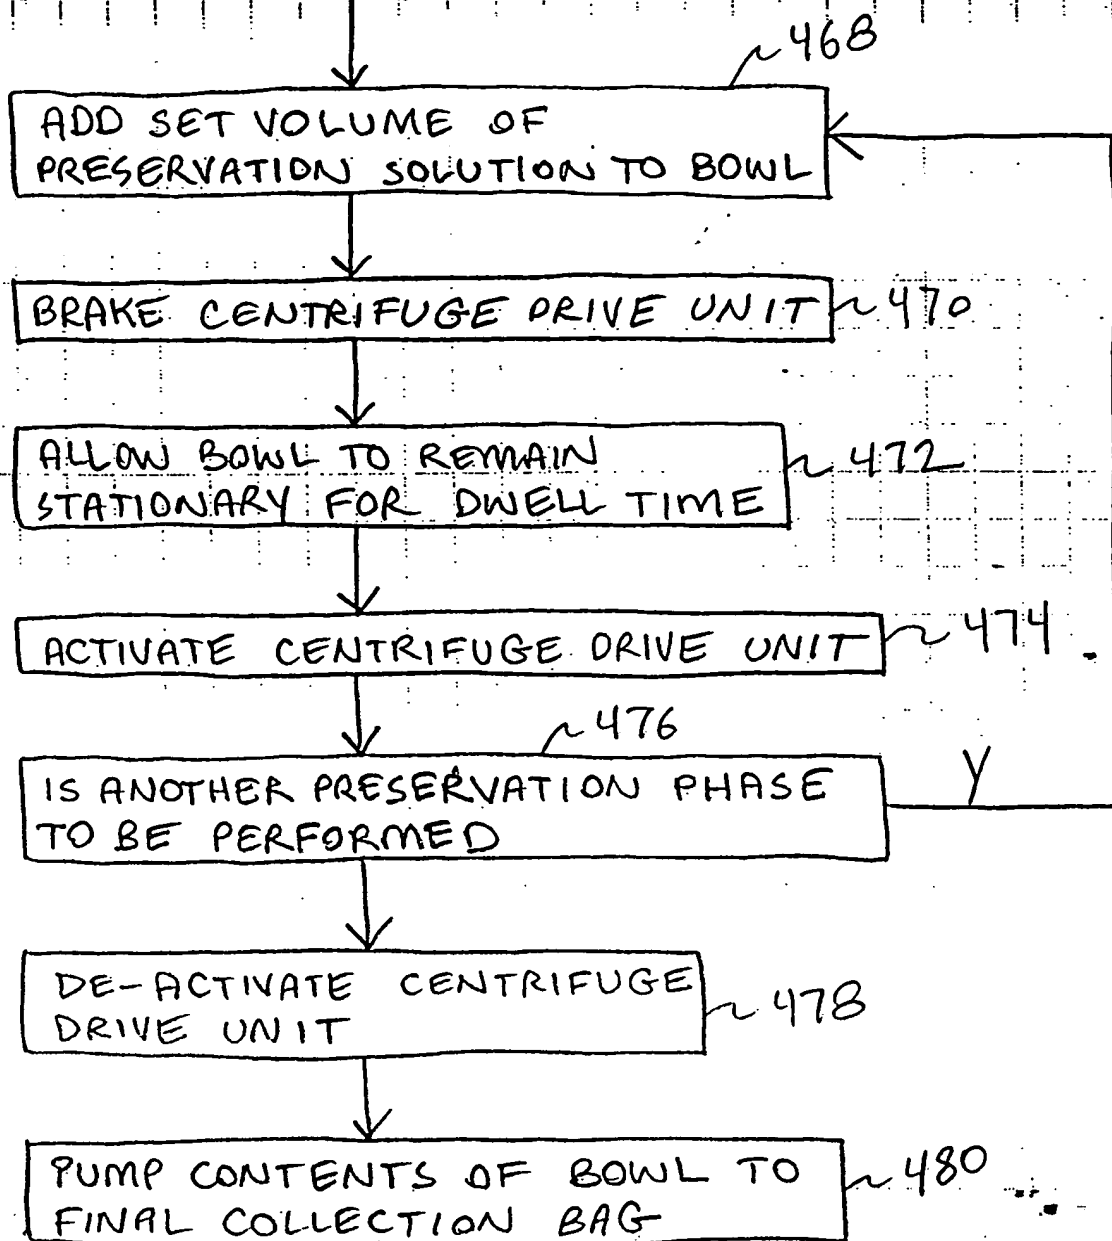 468
ADD SET VOLUME OF
PRESERVATION SOLUTION TO BOWL
BRAKE CENTRIFUGE DRIVE UNIT 470
ALLOW BOWL TO REMAIN
STATIONARY FOR DWELL TIME
472
ACTIVATE CENTRIFUGE DRIVE UNIT 474
476
IS ANOTHER PRESERVATION PHASE
TO BE PERFORMED
Y
DE-ACTIVATE CENTRIFUGE
DRIVE UNIT
478
PUMP CONTENTS OF BOWL TO
FINAL COLLECTION BAG
480